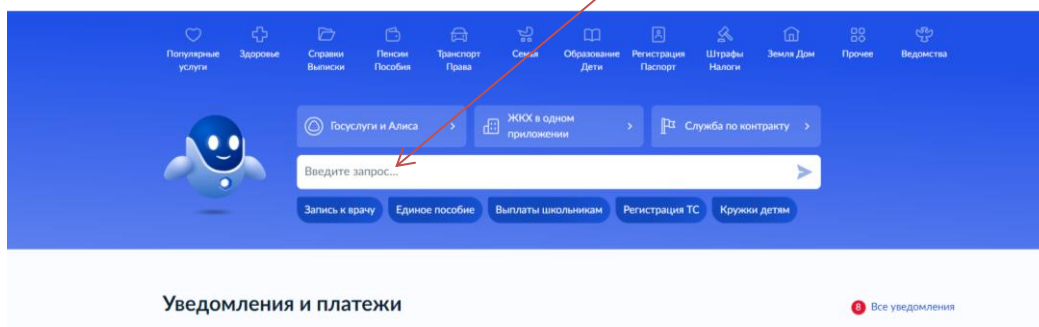 Популярные услуги
Здоровье
Справки Выписки
Пенсии Пособия
Транспорт Права
Семья
Образование Дети
Регистрация Паспорт
Штрафы Налоги
Земля Дом
Прочее
Ведомства
Госуслуги и Алиса
ЖКХ в одном приложении
Служба по контракту
Введите запрос...
Запись к врачу
Единое пособие
Выплаты школьникам
Регистрация ТС
Кружки детям
Уведомления и платежи
8 Все уведомления